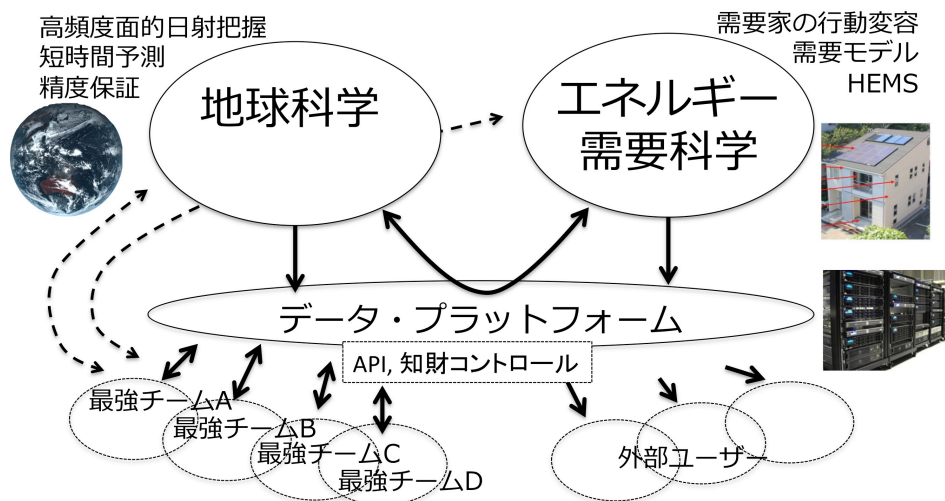 高頻度面的日射把握
短時間予測
精度保証
需要家の行動変容
需要モデル
HEMS
地球科学
エネルギー
需要科学
データ・プラットフォーム
API, 知財コントロール
最強チームA
最強チームB
最強チームC
最強チームD
外部ユーザー